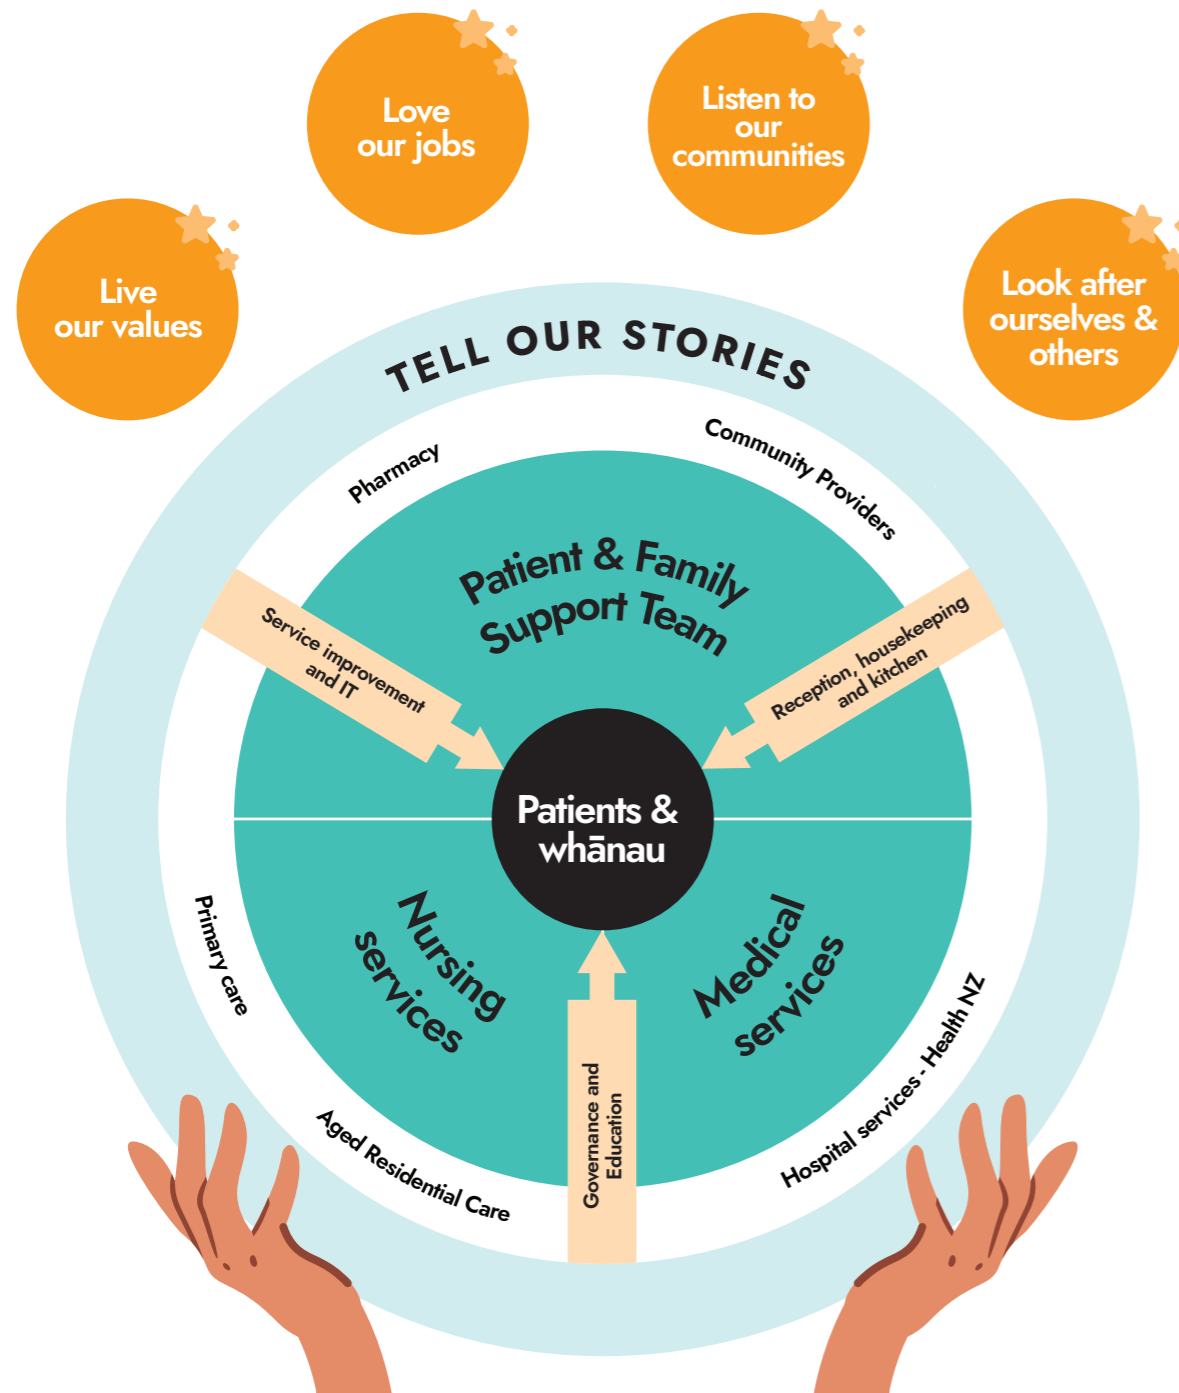 Love
our jobs
Listen to
our
communities
Live
our values
Look after
ourselves &
others
TELL OUR STORIES
Pharmacy
Community Providers
Patient & Family
Support Team
Service improvement
and IT
Reception, housekeeping
and kitchen
Patients &
whānau
Nursing
services
Medical
services
Primary care
Governance and
Education
Aged Residential Care
Hospital services - Health NZ